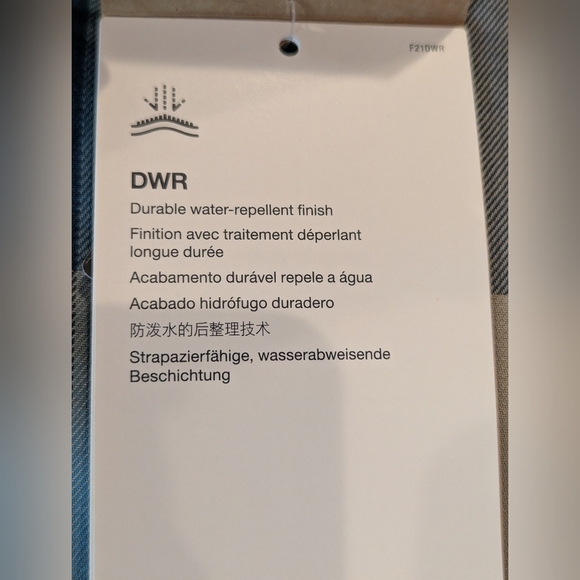 F21DWR
DWR
Durable water-repellent finish
Finition avec traitement déperlant
longue durée
Acabamento durável repele a água
Acabado hidrófugo duradero
防泼水的后整理技术
Strapazierfähige, wasserabweisende
Beschichtung